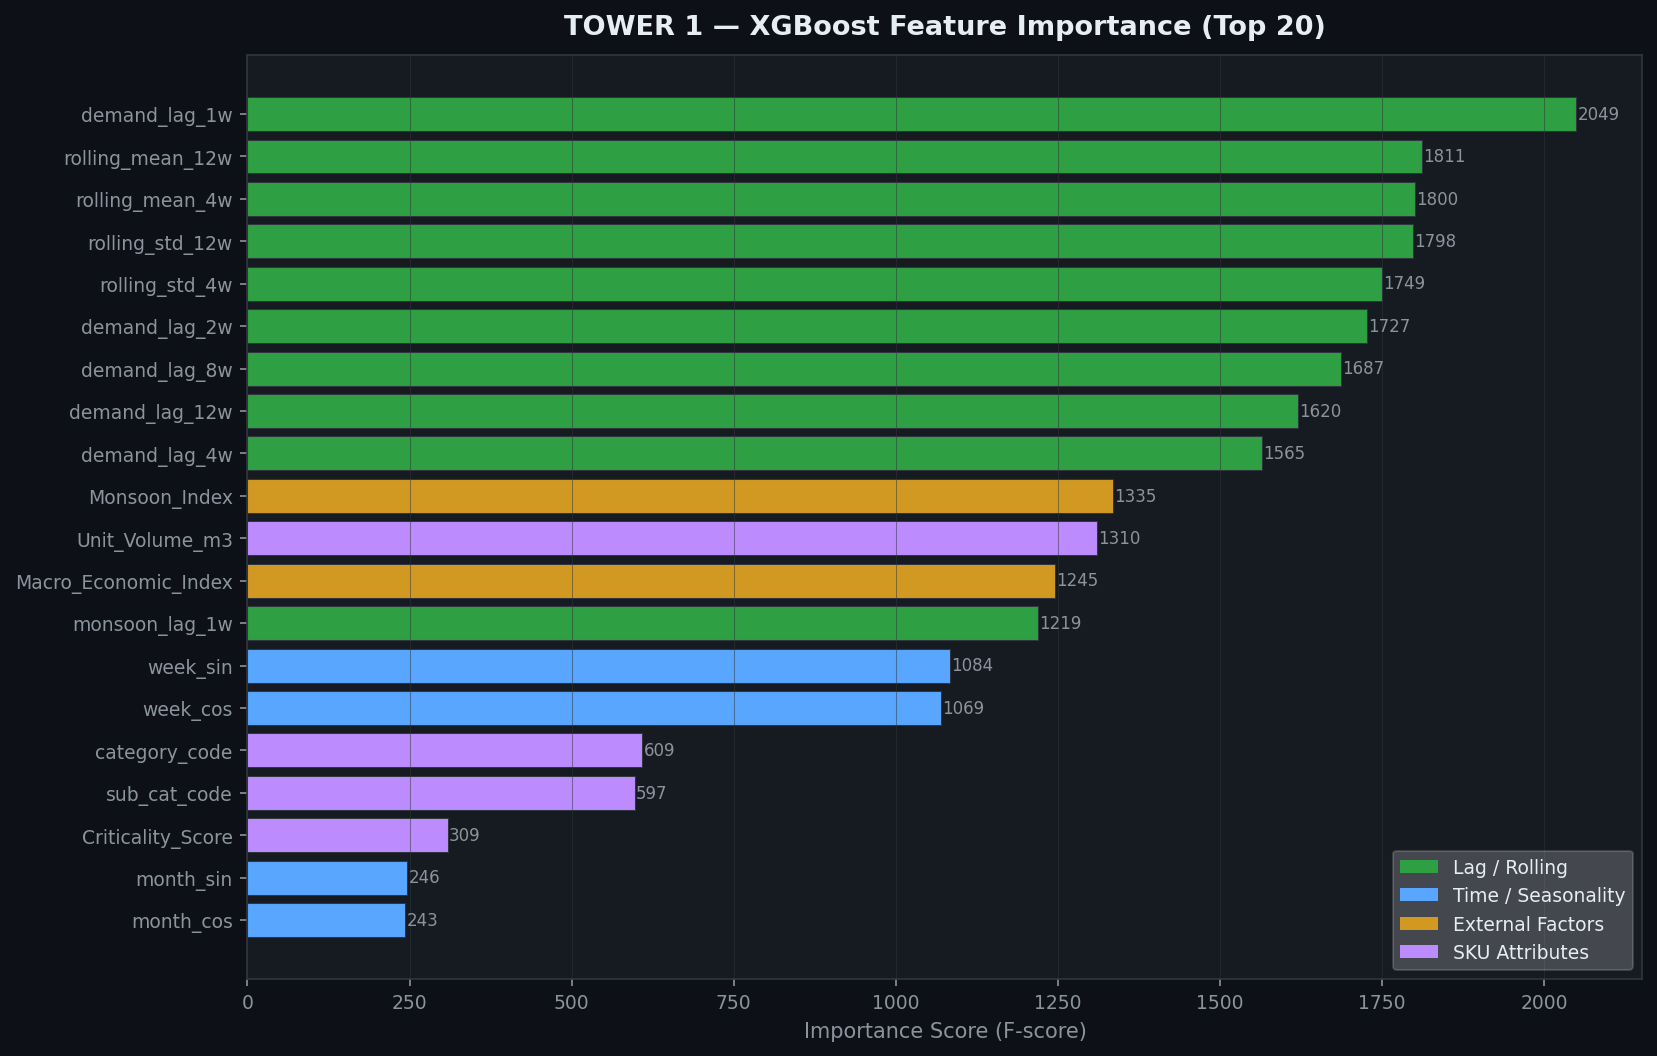 TOWER 1 — XGBoost Feature Importance (Top 20)
demand_lag_1w 2049
rolling_mean_12w 1811
rolling_mean_4w 1800
rolling_std_12w 1798
rolling_std_4w 1749
demand_lag_2w 1727
demand_lag_8w 1687
demand_lag_12w 1620
demand_lag_4w 1565
Monsoon_Index 1335
Unit_Volume_m3 1310
Macro_Economic_Index 1245
monsoon_lag_1w 1219
week_sin 1084
week_cos 1069
category_code 609
sub_cat_code 597
Criticality_Score 309
month_sin 246
month_cos 243
Lag / Rolling
Time / Seasonality
External Factors
SKU Attributes
0 250 500 750 1000 1250 1500 1750 2000
Importance Score (F-score)